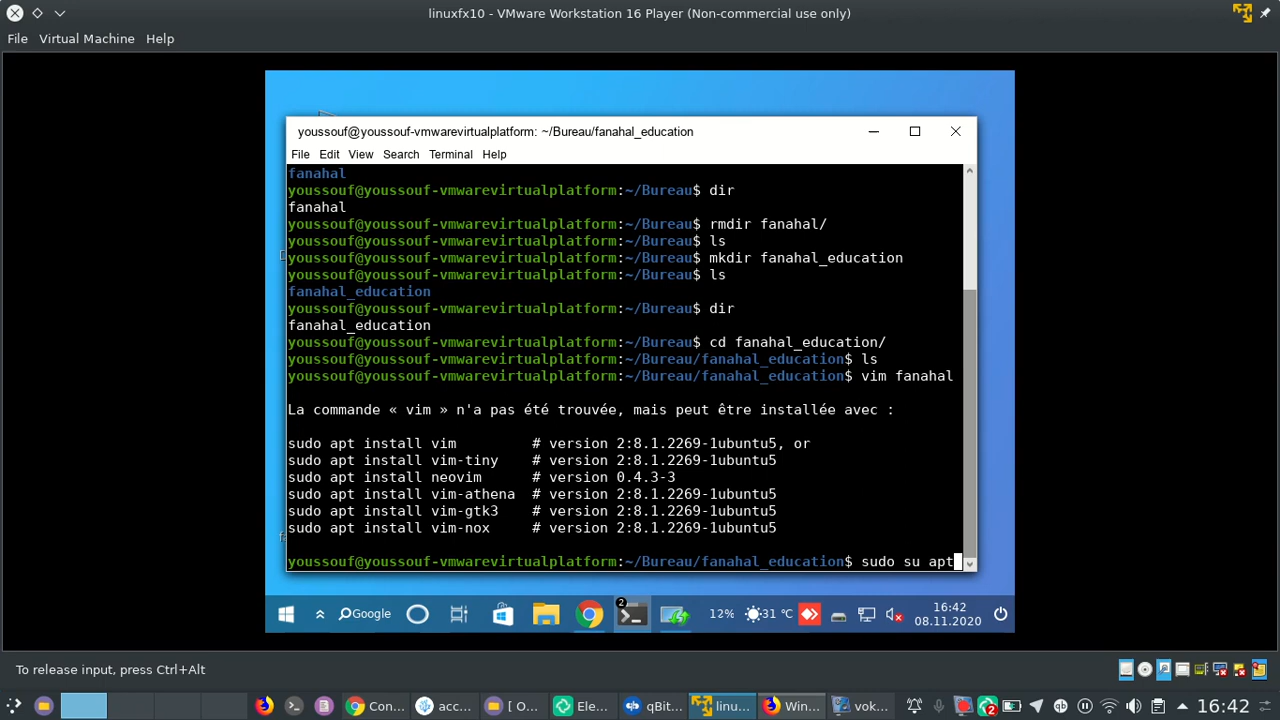 linuxfx10 - VMware Workstation 16 Player (Non-commercial use only)
File Virtual Machine Help
youssouf@youssouf-vmwarevirtualplatform: ~/Bureau/fanahal_education
File Edit View Search Terminal Help
fanahal
youssouf@youssouf-vmwarevirtualplatform:~/Bureau$ dir
fanahal
youssouf@youssouf-vmwarevirtualplatform:~/Bureau$ rmdir fanahal/
youssouf@youssouf-vmwarevirtualplatform:~/Bureau$ ls
youssouf@youssouf-vmwarevirtualplatform:~/Bureau$ mkdir fanahal_education
youssouf@youssouf-vmwarevirtualplatform:~/Bureau$ ls
fanahal_education
youssouf@youssouf-vmwarevirtualplatform:~/Bureau$ dir
fanahal_education
youssouf@youssouf-vmwarevirtualplatform:~/Bureau$ cd fanahal_education/
youssouf@youssouf-vmwarevirtualplatform:~/Bureau/fanahal_education$ ls
youssouf@youssouf-vmwarevirtualplatform:~/Bureau/fanahal_education$ vim fanahal
La commande « vim » n'a pas été trouvée, mais peut être installée avec :
sudo apt install vim # version 2:8.1.2269-1ubuntu5, or
sudo apt install vim-tiny # version 2:8.1.2269-1ubuntu5
sudo apt install neovim # version 0.4.3-3
sudo apt install vim-athena # version 2:8.1.2269-1ubuntu5
sudo apt install vim-gtk3 # version 2:8.1.2269-1ubuntu5
sudo apt install vim-nox # version 2:8.1.2269-1ubuntu5
youssouf@youssouf-vmwarevirtualplatform:~/Bureau/fanahal_education$ sudo su apt
Google 2 12% 31 °C 16:42
08.11.2020
To release input, press Ctrl+Alt
Con... acc... [ O... Ele... qBit... linu... Win... vok... 2 16:42